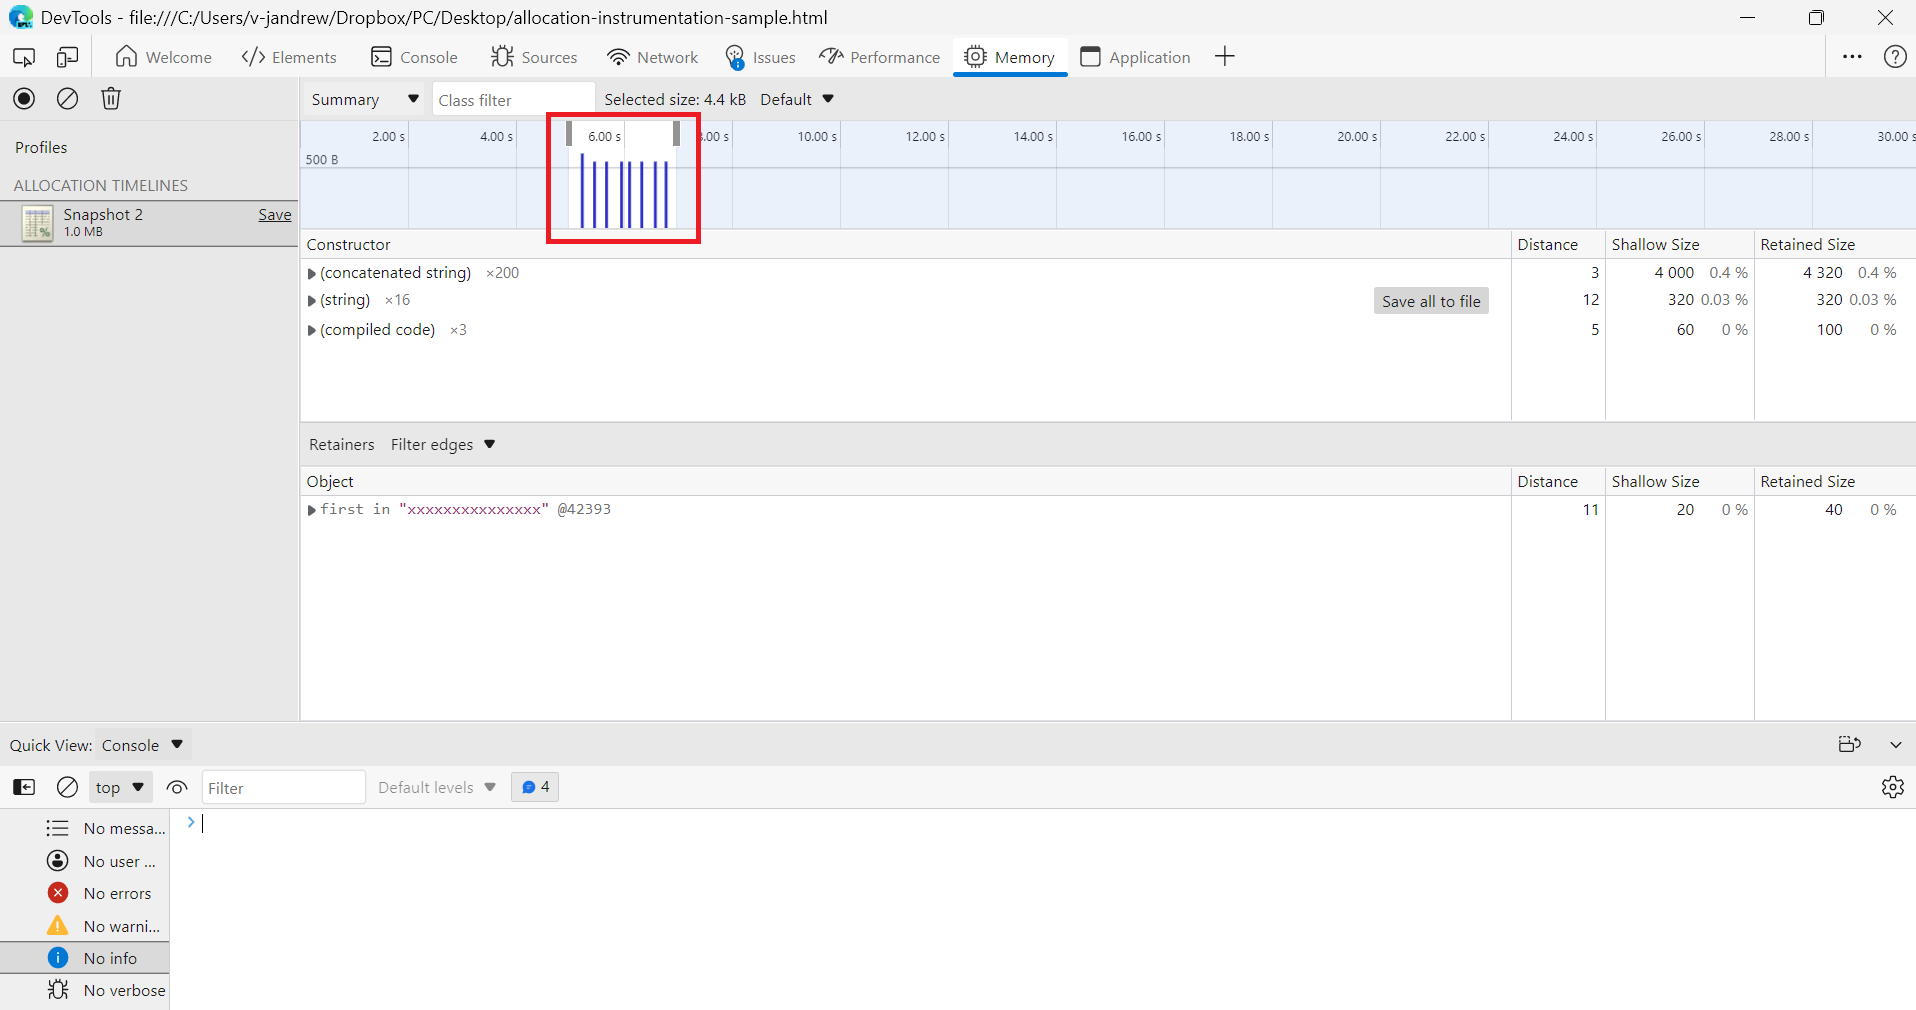 DevTools - file:///C:/Users/v-jandrew/Dropbox/PC/Desktop/allocation-instrumentation-sample.html
Welcome Elements Console Sources Network Issues Performance Memory Application
Summary Class filter Selected size: 4.4 kB Default
Profiles
ALLOCATION TIMELINES
Snapshot 2 Save
1.0 MB
2.00 s 4.00 s 6.00 s .00 s 10.00 s 12.00 s 14.00 s 16.00 s 18.00 s 20.00 s 22.00 s 24.00 s 26.00 s 28.00 s 30.00 s
500 B
Constructor Distance Shallow Size Retained Size
(concatenated string) ×200 3 4 000 0.4 % 4 320 0.4 %
(string) ×16 Save all to file 12 320 0.03 % 320 0.03 %
(compiled code) ×3 5 60 0 % 100 0 %
Retainers Filter edges
Object Distance Shallow Size Retained Size
first in "xxxxxxxxxxxxxxx" @42393 11 20 0 % 40 0 %
Quick View: Console
top Filter Default levels 4
No messa...
No user ...
No errors
No warni...
No info
No verbose